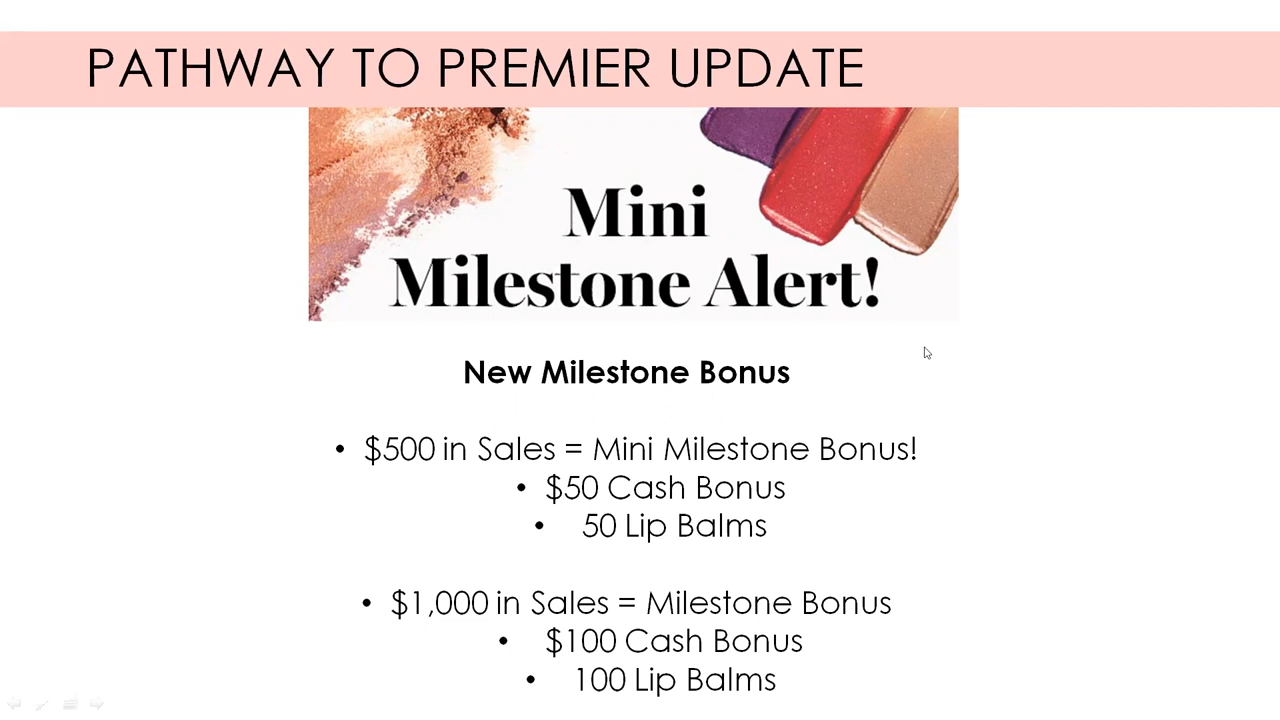 PATHWAY TO PREMIER UPDATE
Mini
Milestone Alert!
New Milestone Bonus
• $500 in Sales = Mini Milestone Bonus!
• $50 Cash Bonus
• 50 Lip Balms
• $1,000 in Sales = Milestone Bonus
• $100 Cash Bonus
• 100 Lip Balms